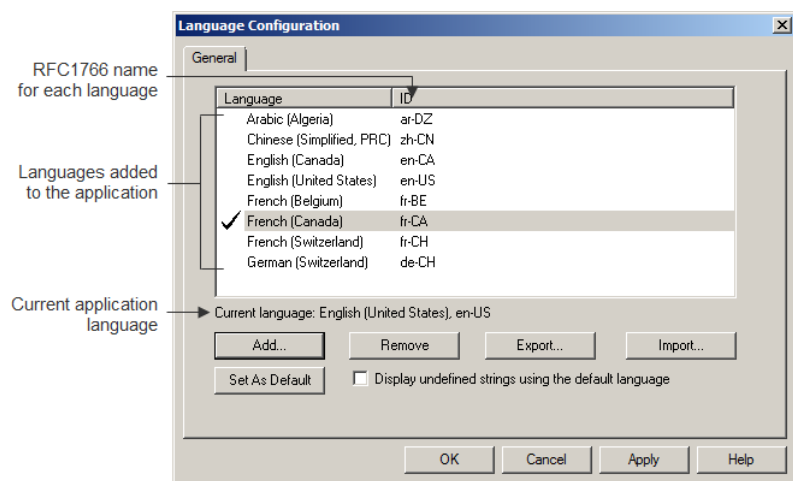 Language Configuration
General
RFC1766 name
for each language
Language ID
Arabic (Algeria) ar-DZ
Chinese (Simplified, PRC) zh-CN
English (Canada) en-CA
Languages added
to the application
English (United States) en-US
French (Belgium) fr-BE
French (Canada) fr-CA
French (Switzerland) fr-CH
German (Switzerland) de-CH
Current application
language
Current language: English (United States), en-US
Add... Remove Export... Import...
Set As Default Display undefined strings using the default language
OK Cancel Apply Help